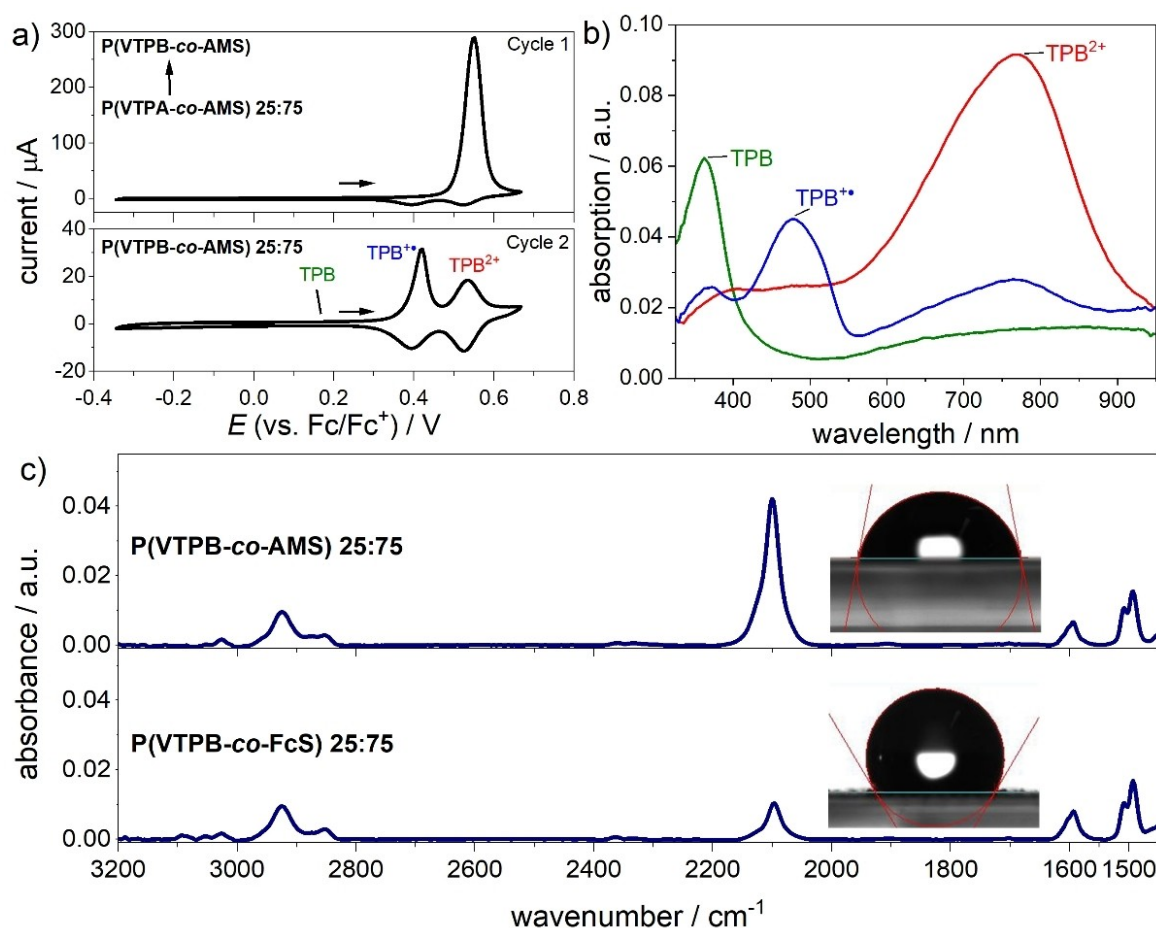 a)
300
200
100
0
P(VTPB-co-AMS)
P(VTPA-co-AMS) 25:75
Cycle 1
40
20
0
-20
P(VTPB-co-AMS) 25:75
Cycle 2
TPB
TPB⁺•
TPB²⁺
current / µA
-0.4 -0.2 0.0 0.2 0.4 0.6 0.8
E (vs. Fc/Fc⁺) / V
b)
0.10
0.08
0.06
0.04
0.02
0.00
absorption / a.u.
TPB
TPB⁺•
TPB²⁺
400 500 600 700 800 900
wavelength / nm
c)
0.04
0.02
0.00
P(VTPB-co-AMS) 25:75
0.04
0.02
0.00
P(VTPB-co-FcS) 25:75
absorbance / a.u.
3200 3000 2800 2600 2400 2200 2000 1800 1600 1500
wavenumber / cm⁻¹